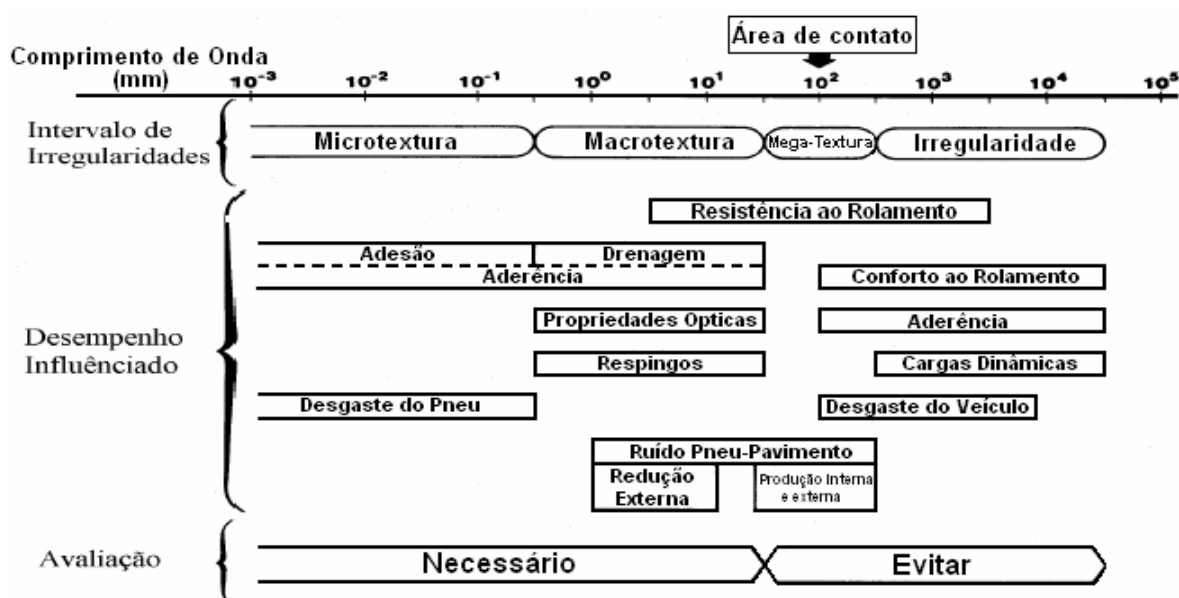 Área de contato
Comprimento de Onda
(mm)
10⁻³ 10⁻² 10⁻¹ 10⁰ 10¹ 10² 10³ 10⁴ 10⁵
Intervalo de
Irregularidades
Microtextura Macrotextura Mega-Textura Irregularidade
Resistência ao Rolamento
Adesão Drenagem
Aderência Conforto ao Rolamento
Propriedades Opticas Aderência
Desempenho
Influênciado
Respingos Cargas Dinâmicas
Desgaste do Pneu Desgaste do Veículo
Ruído Pneu-Pavimento
Redução
Externa
Produção Interna
e externa
Avaliação
Necessário Evitar